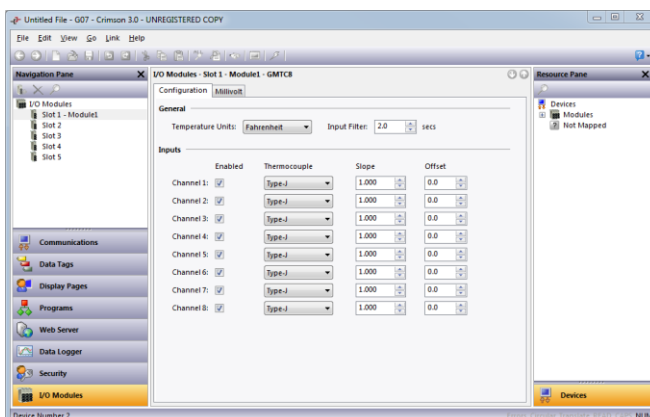 Untitled File - G07 - Crimson 3.0 - UNREGISTERED COPY
File Edit View Go Link Help
Navigation Pane
I/O Modules - Slot 1 - Module1 - GMTC8
Resource Pane
I/O Modules
Slot 1 - Module1
Slot 2
Slot 3
Slot 4
Slot 5
Communications
Data Tags
Display Pages
Programs
Web Server
Data Logger
Security
I/O Modules
Configuration Millivolt
General
Temperature Units: Fahrenheit Input Filter: 2.0 secs
Inputs
Enabled Thermocouple Slope Offset
Channel 1: Type-J 1.000 0.0
Channel 2: Type-J 1.000 0.0
Channel 3: Type-J 1.000 0.0
Channel 4: Type-J 1.000 0.0
Channel 5: Type-J 1.000 0.0
Channel 6: Type-J 1.000 0.0
Channel 7: Type-J 1.000 0.0
Channel 8: Type-J 1.000 0.0
Devices
Modules
Not Mapped
Devices
Device Number 2
NUM